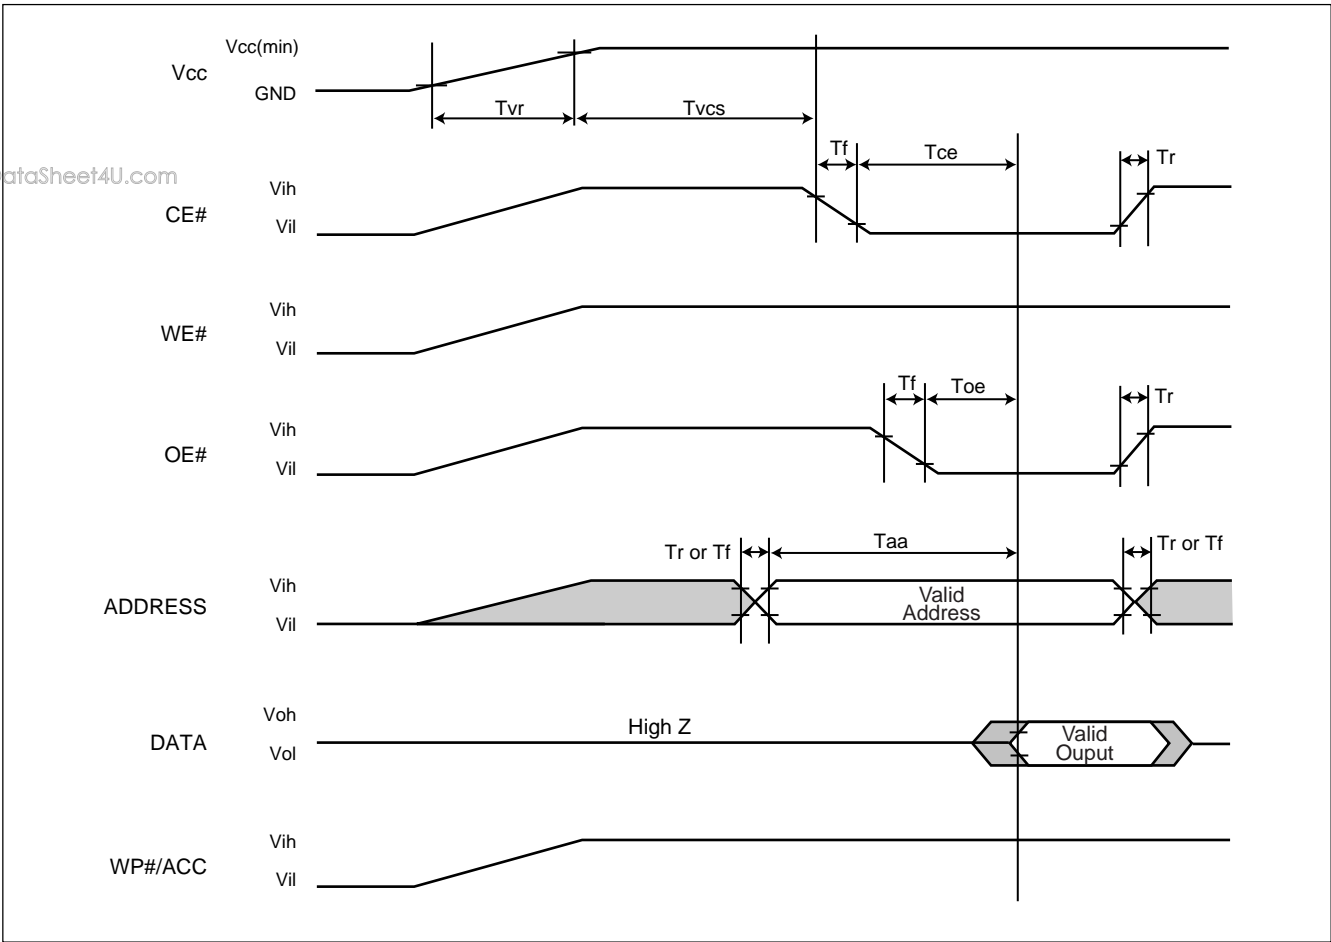 Vcc(min)
Vcc
GND
Tvr
Tvcs
Tf
Tce
Tr
ataSheet4U.com
Vih
CE#
Vil
Vih
WE#
Vil
Tf
Toe
Tr
Vih
OE#
Vil
Tr or Tf
Taa
Tr or Tf
Vih
ADDRESS
Valid
Address
Vil
Voh
DATA
High Z
Valid
Ouput
Vol
Vih
WP#/ACC
Vil